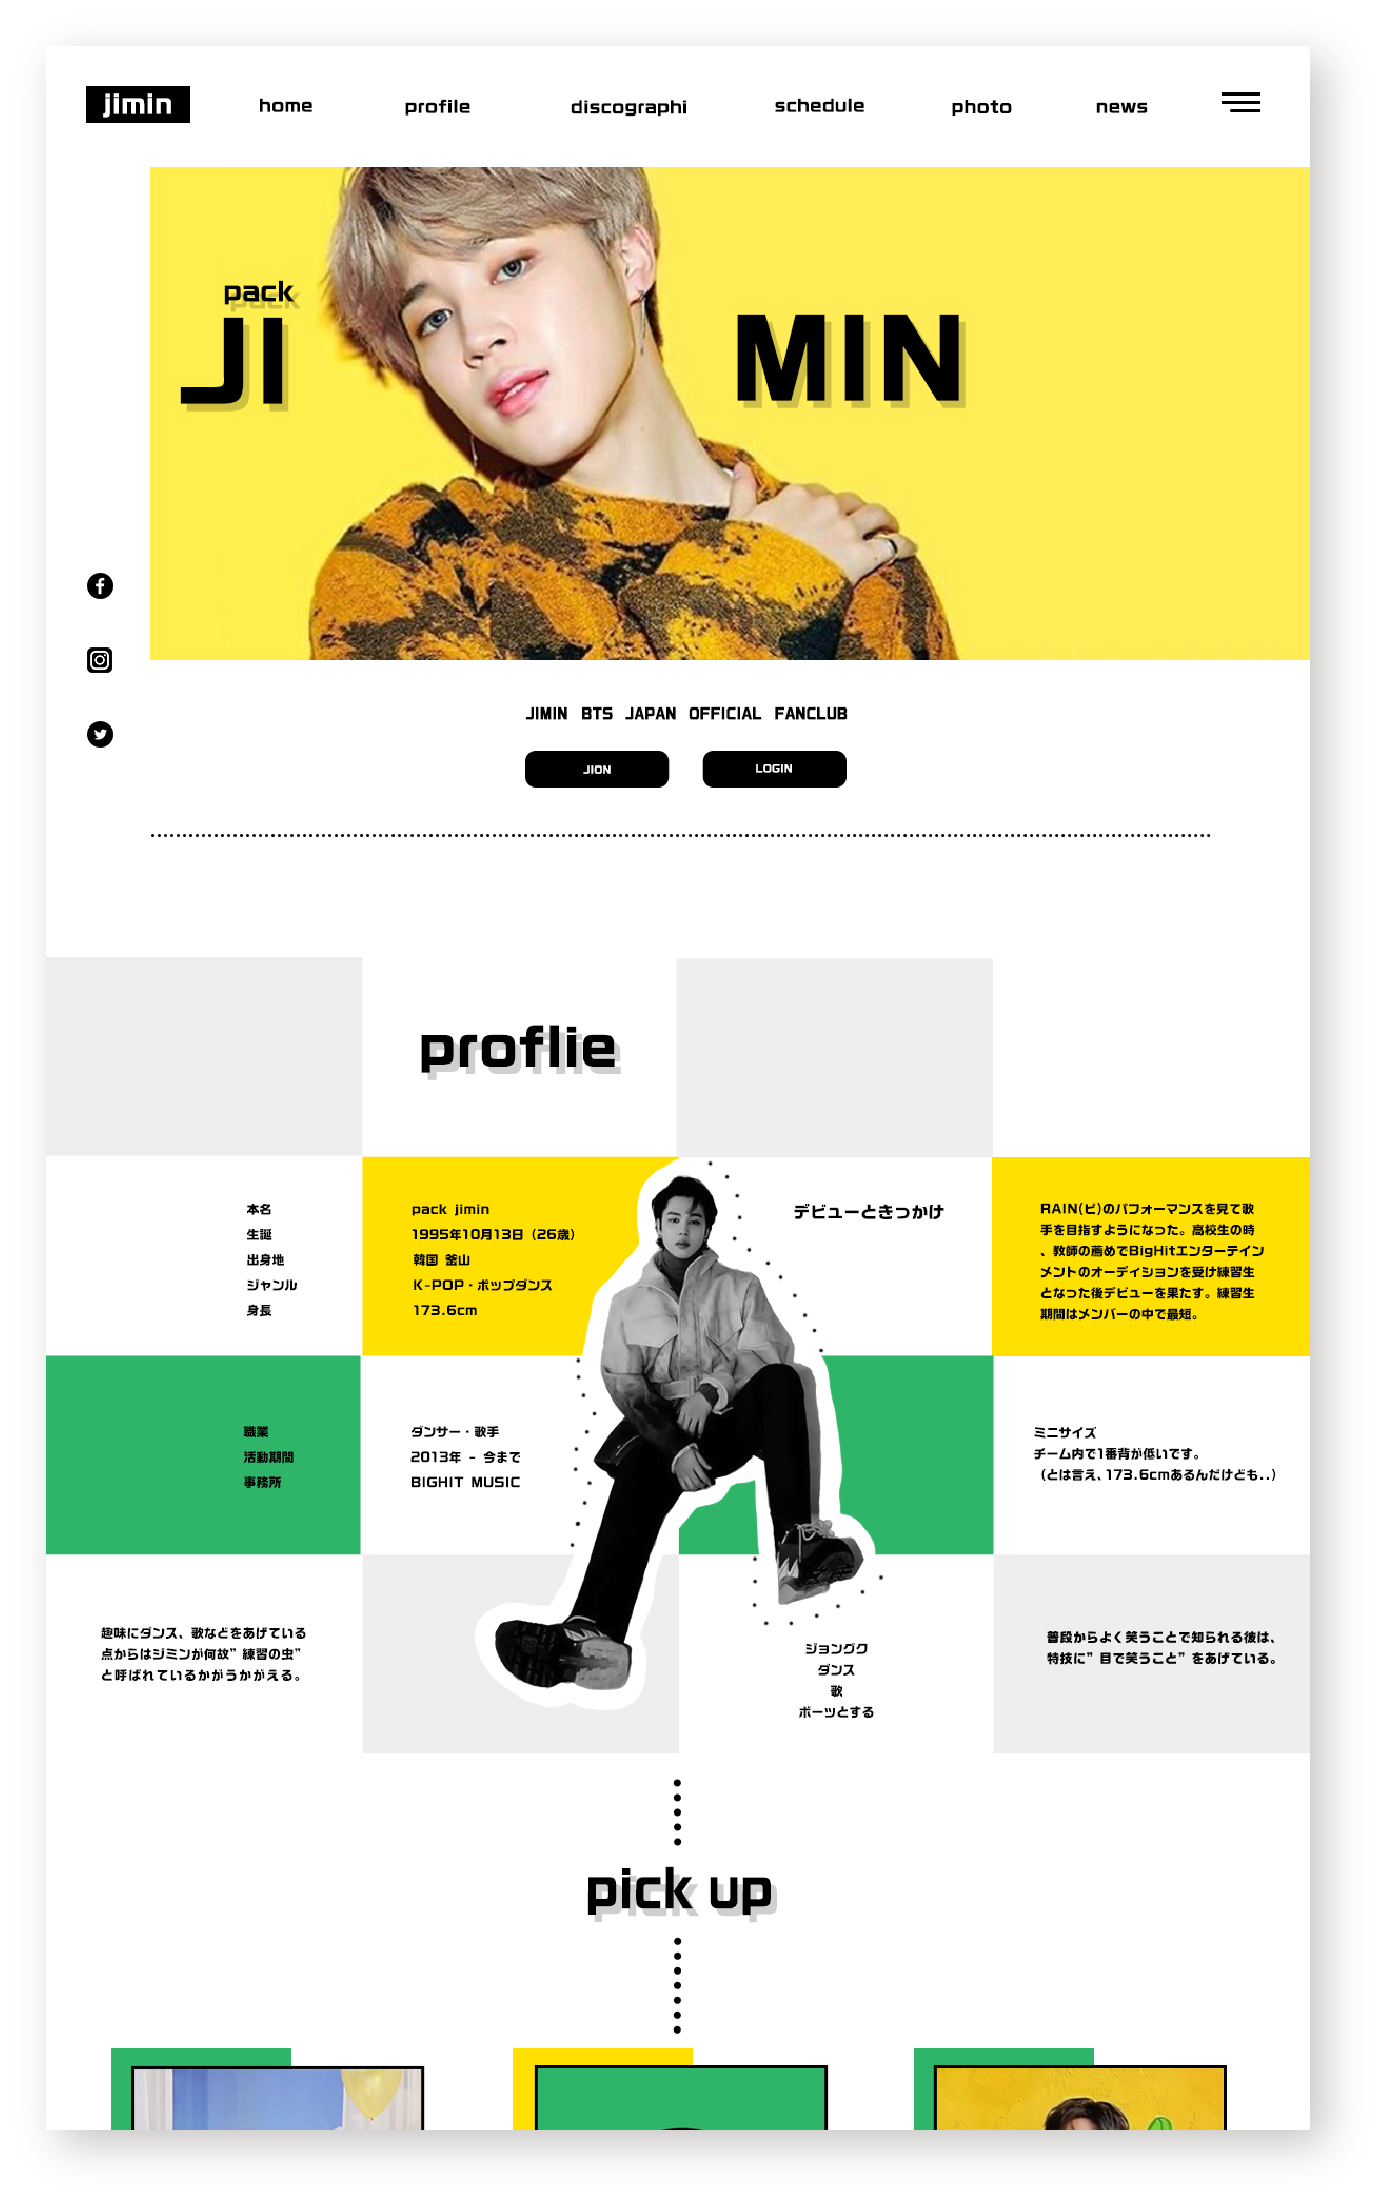 jimin
home
profile
discographi
schedule
photo
news
pack
JI
MIN
JIMIN BTS JAPAN OFFICIAL FANCLUB
JION
LOGIN
proflie
本名
生誕
出身地
ジャンル
身長
pack jimin
1995年10月13日（26歳）
韓国 釜山
K-POP・ポップダンス
173.6cm
デビューときつかけ
RAIN(ピ)のパフォーマンスを見て歌
手を目指すようになった。高校生の時
、教師の薦めでBigHitエンターテイン
メントのオーディションを受け練習生
となった後デビューを果たす。練習生
期間はメンバーの中で最短。
職業
活動期間
事務所
ダンサー・歌手
2013年 - 今まで
BIGHIT MUSIC
ミニサイズ
チーム内で1番背が低いです。
（とは言え、173.6cmあるんだけども..）
趣味にダンス、歌などをあげている
点からはジミンが何故”練習の虫”
と呼ばれているかがうかがえる。
ジョングク
ダンス
歌
ボーツとする
普段からよく笑うことで知られる彼は、
特技に”目で笑うこと”をあげている。
pick up